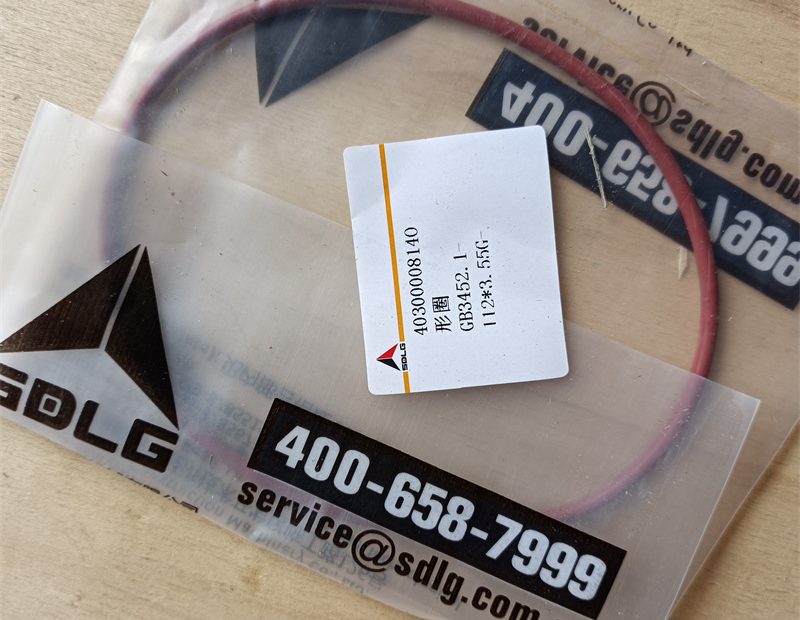 40300008140
形圈
GB3452.1-
112*3.55G-
SDLG
SDLG
400-658-7999
service@sdlg.com
service@sdlg.com
400-658-7999